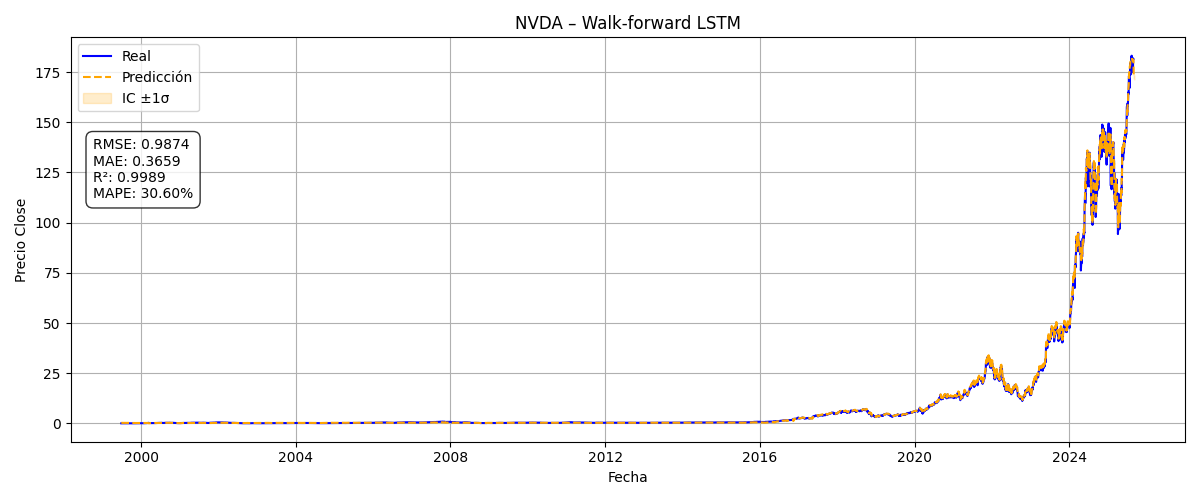 NVDA – Walk-forward LSTM
Real
Predicción
IC ±1σ
RMSE: 0.9874
MAE: 0.3659
R²: 0.9989
MAPE: 30.60%
Precio Close
175
150
125
100
75
50
25
0
2000
2004
2008
2012
2016
2020
2024
Fecha